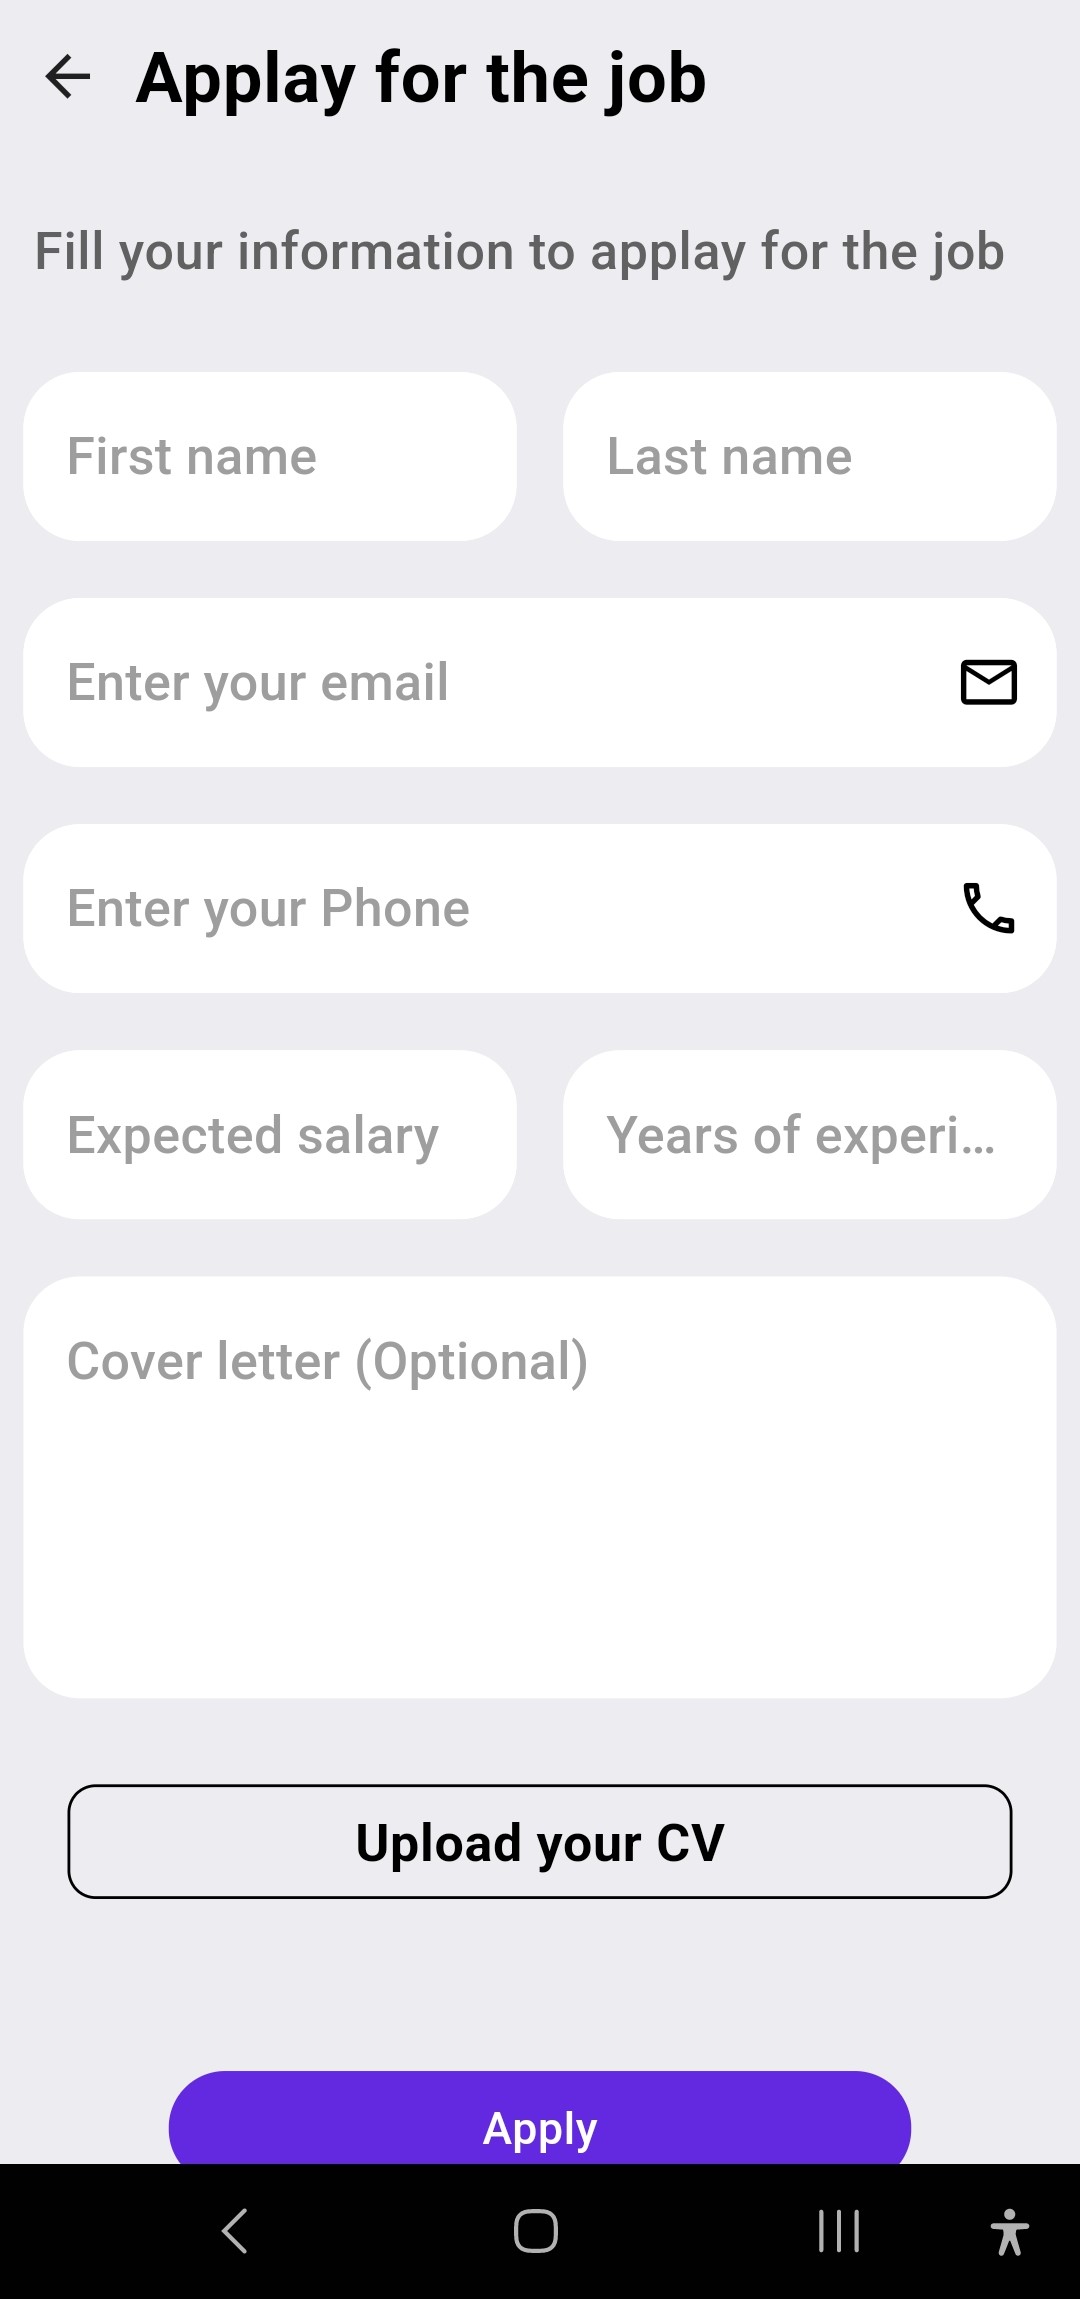 Applay for the job
Fill your information to applay for the job
First name
Last name
Enter your email
Enter your Phone
Expected salary
Years of experi...
Cover letter (Optional)
Upload your CV
Apply